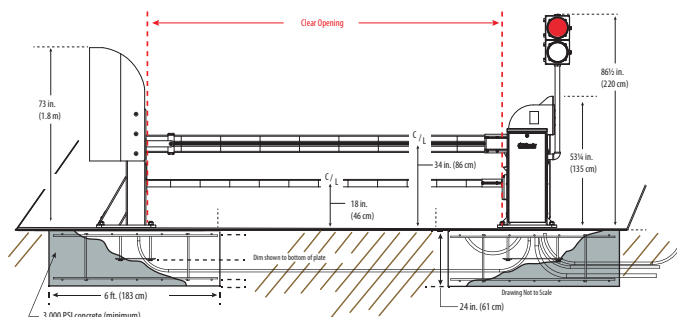 Clear Opening
86½ in.
(220 cm)
73 in.
(1.8 m)
C/L
34 in. (86 cm)
53¼ in.
(135 cm)
C/L
18 in.
(46 cm)
Dim shown to bottom of plate
Drawing Not to Scale
6 ft. (183 cm)
24 in. (61 cm)
3,000 PSI concrete (minimum)